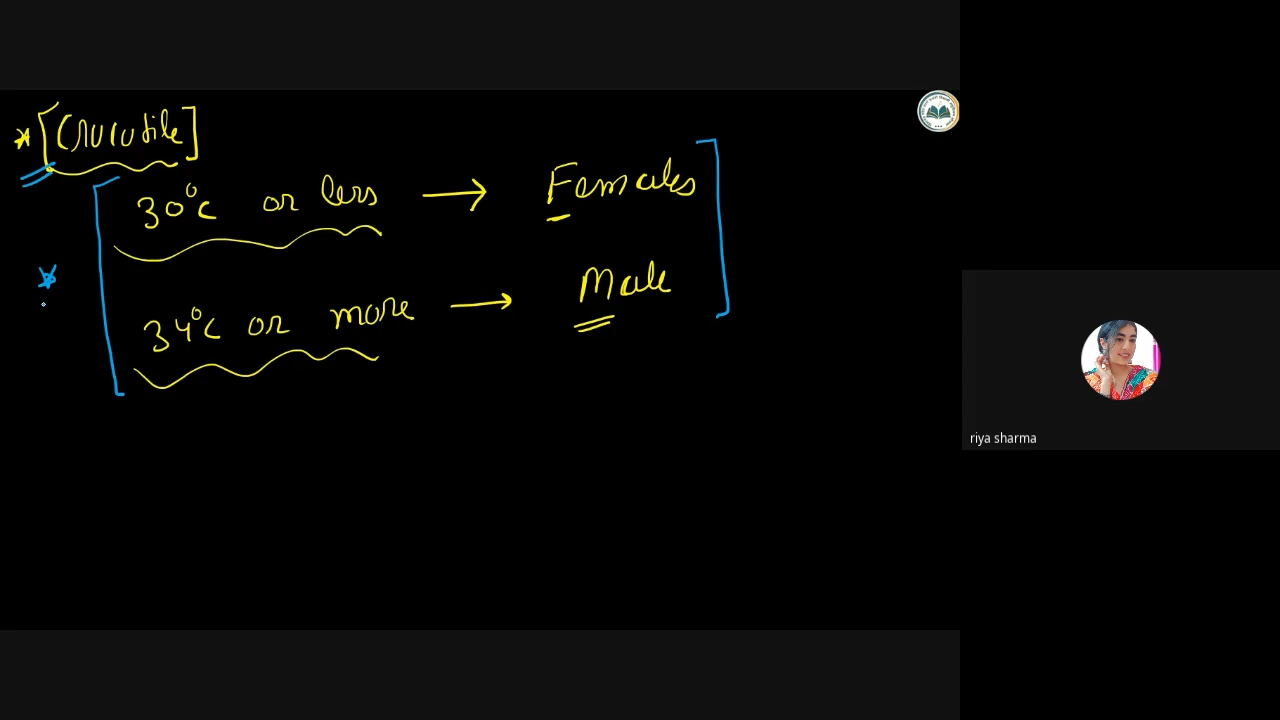 * [Crocodile]
30°C or less → Females
34°C or more → Male
riya sharma